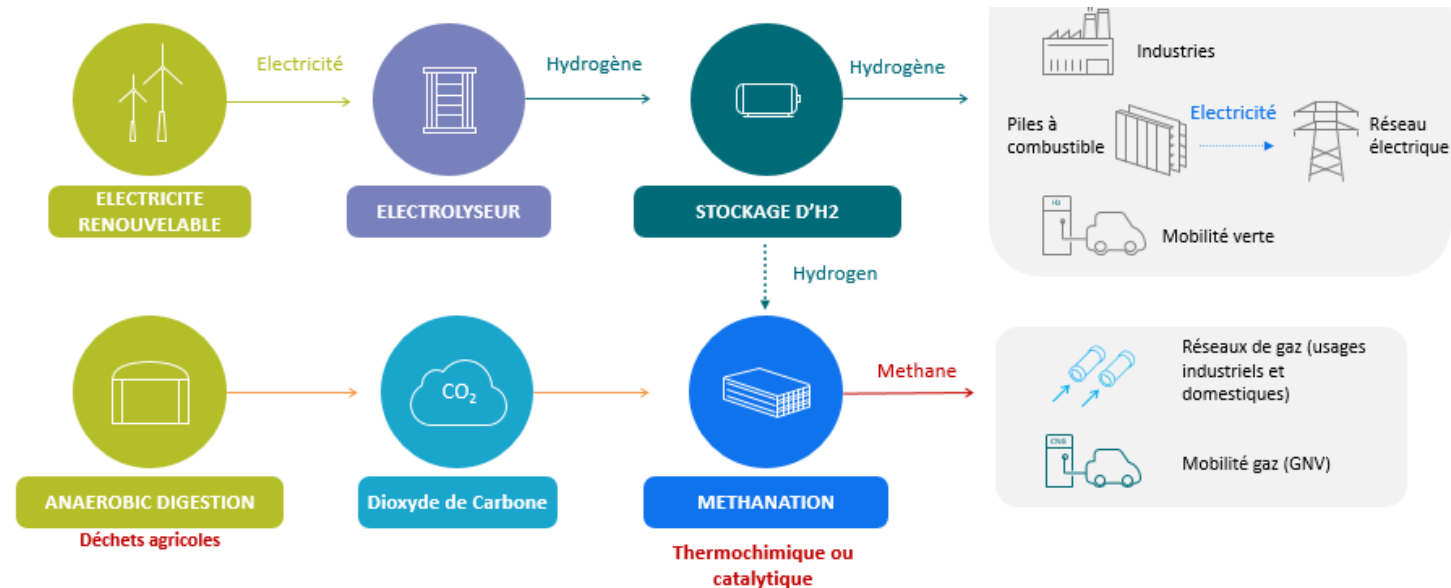 Electricité
Hydrogène
Hydrogène
Industries
Piles à
combustible
Electricité
Réseau
électrique
H2
Mobilité verte
ELECTRICITE
RENOUVELABLE
ELECTROLYSEUR
STOCKAGE D'H2
Hydrogen
CO₂
Methane
Réseaux de gaz (usages
industriels et
domestiques)
CNG
Mobilité gaz (GNV)
ANAEROBIC DIGESTION
Déchets agricoles
Dioxyde de Carbone
METHANATION
Thermochimique ou
catalytique